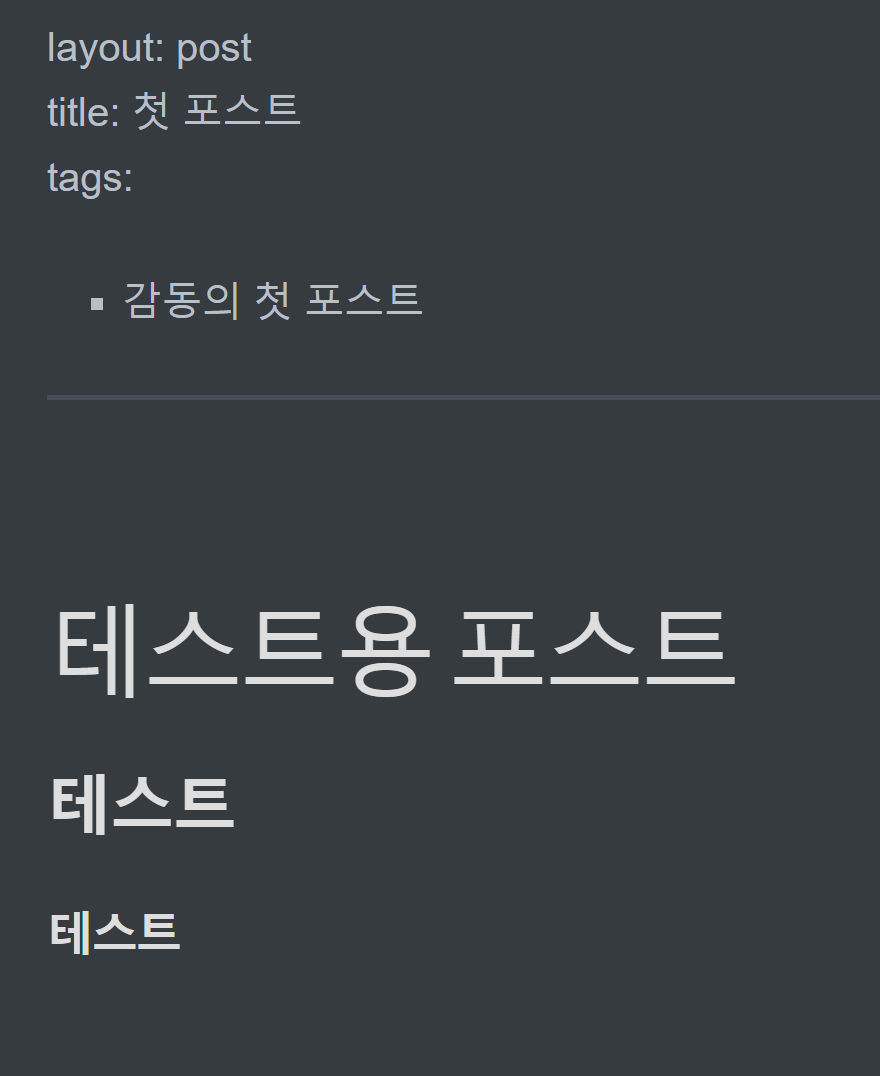 layout: post
title: 첫 포스트
tags:
감동의 첫 포스트
테스트용 포스트
테스트
테스트